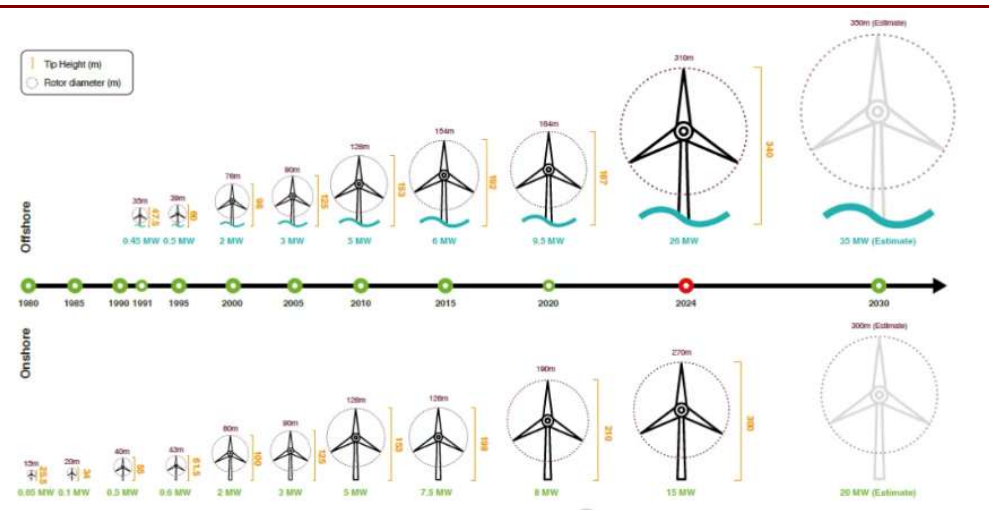 350m (Estimate)
Tip Height (m)
Rotor diameter (m)
310m
164m
154m
126m
90m
76m
39m
35m
47.5
60
98
125
153
182
187
340
Offshore
0.45 MW 0.5 MW 2 MW 3 MW 5 MW 6 MW 9.5 MW 26 MW 35 MW (Estimate)
1980 1985 1990 1991 1995 2000 2005 2010 2015 2020 2024 2030
Onshore
300m (Estimate)
270m
190m
126m 126m
80m 90m
40m 43m
15m 20m
34
55
61.5
100
125
153
198
210
300
0.05 MW 0.1 MW 0.5 MW 0.6 MW 2 MW 3 MW 5 MW 7.5 MW 8 MW 15 MW 20 MW (Estimate)